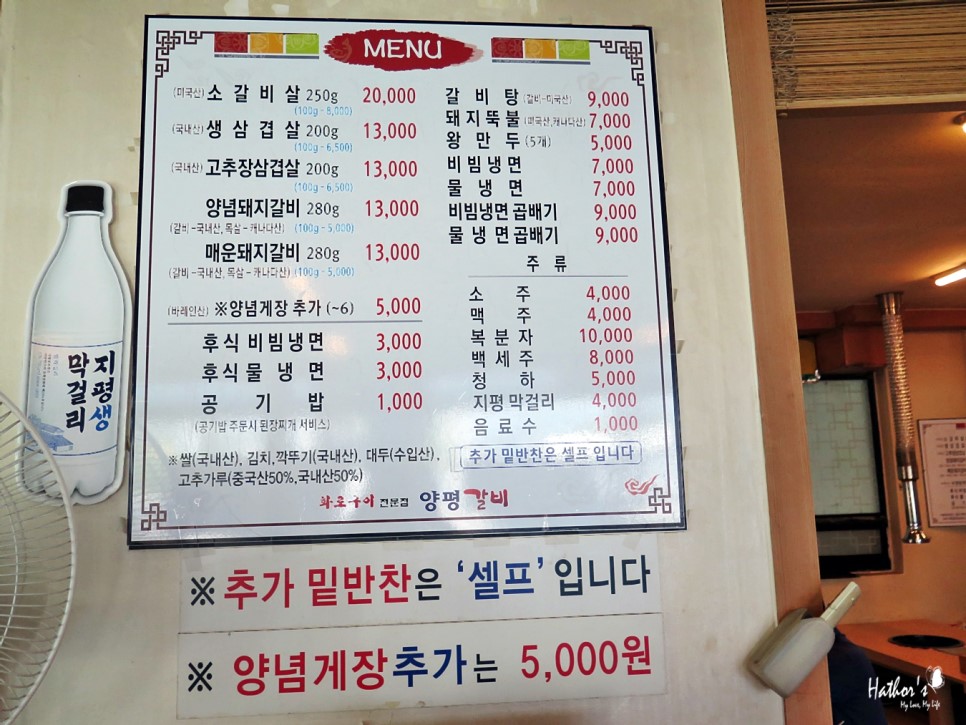 MENU
(미국산) 소 갈 비 살 250g 20,000
(100g - 8,000)
(국내산) 생 삼 겹 살 200g 13,000
(100g - 6,500)
(국내산) 고추장삼겹살 200g 13,000
(100g - 6,500)
양념돼지갈비 280g 13,000
(갈비-국내산, 목살-캐나다산) (100g - 5,000)
매운돼지갈비 280g 13,000
(갈비-국내산, 목살-캐나다산) (100g - 5,000)
(바레인산) ※양념게장 추가 (~6) 5,000
후식 비빔냉면 3,000
후식 물 냉 면 3,000
공 기 밥 1,000
(공기밥 주문시 된장찌개 서비스)
갈 비 탕 (갈비-미국산) 9,000
돼지뚝불 (미국산,캐나다산) 7,000
왕 만 두 (5개) 5,000
비빔냉면 7,000
물 냉 면 7,000
비빔냉면 곱배기 9,000
물 냉 면 곱배기 9,000
주 류
소 주 4,000
맥 주 4,000
복 분 자 10,000
백 세 주 8,000
청 하 5,000
지평 막걸리 4,000
음 료 수 1,000
※ 쌀(국내산), 김치,깍뚜기(국내산), 대두(수입산),
고추가루(중국산50%,국내산50%)
추가 밑반찬은 셀프 입니다
화로구이 전문점 양평 갈비
지평생
막걸리
※ 추가 밑반찬은 '셀프' 입니다
※ 양념게장추가는 5,000원
Hathor's
My Love, My Life